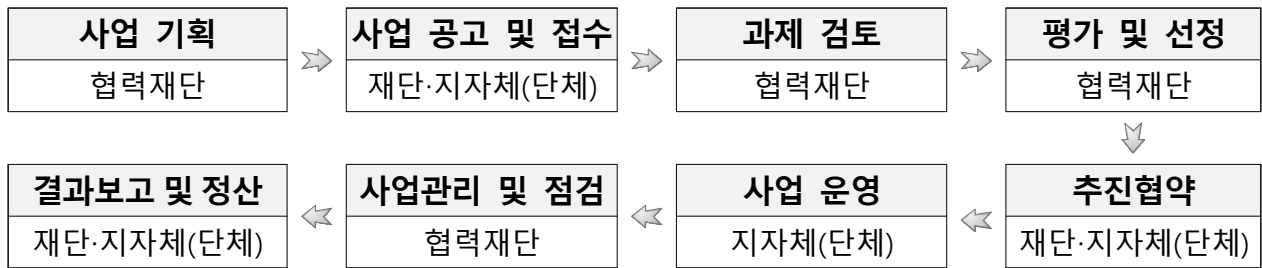 사업 기획
협력재단
사업 공고 및 접수
재단·지자체(단체)
과제 검토
협력재단
평가 및 선정
협력재단
추진협약
재단·지자체(단체)
사업 운영
지자체(단체)
사업관리 및 점검
협력재단
결과보고 및 정산
재단·지자체(단체)